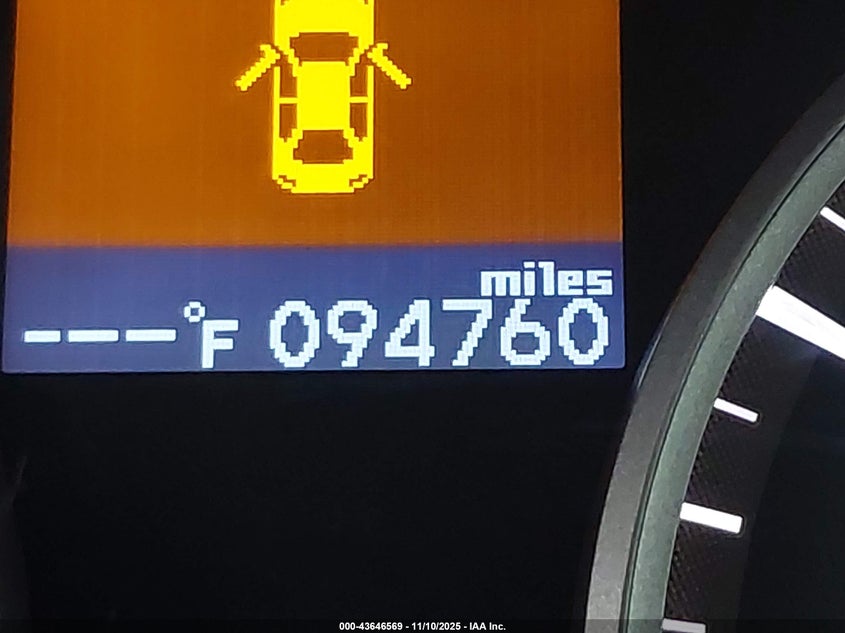 miles
---°F 094760
000-43646569 - 11/10/2025 - IAA Inc.